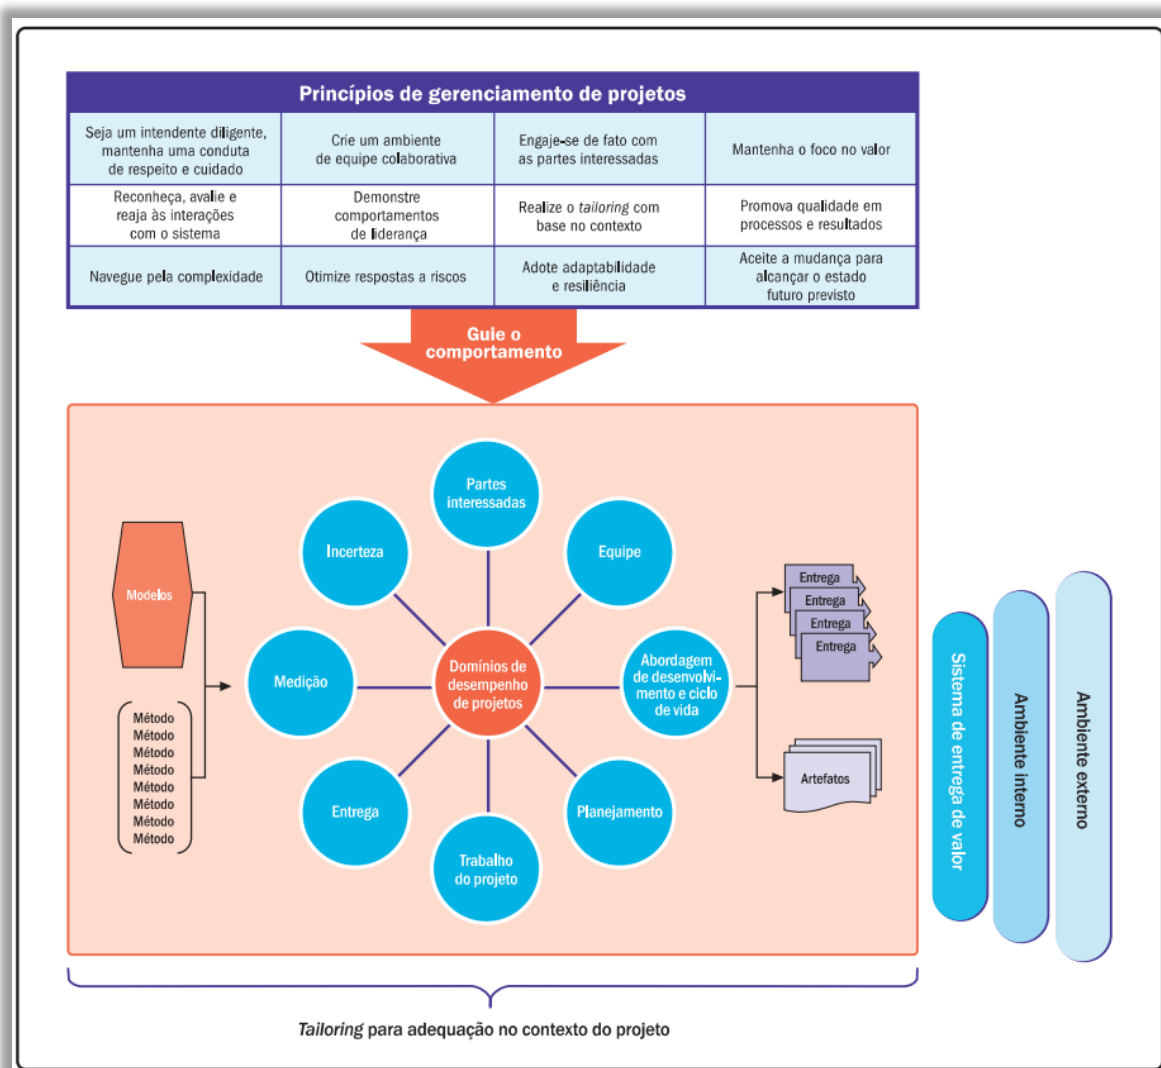 Princípios de gerenciamento de projetos
Seja um intendente diligente,
mantenha uma conduta
de respeito e cuidado
Crie um ambiente
de equipe colaborativa
Engaje-se de fato com
as partes interessadas
Mantenha o foco no valor
Reconheça, avalie e
reaja às interações
com o sistema
Demonstre
comportamentos
de liderança
Realize o tailoring com
base no contexto
Promova qualidade em
processos e resultados
Navegue pela complexidade
Otimize respostas a riscos
Adote adaptabilidade
e resiliência
Aceite a mudança para
alcançar o estado
futuro previsto
Guie o
comportamento
Partes
interessadas
Incerteza
Equipe
Modelos
Medição
Domínios de
desempenho
de projetos
Abordagem
de desenvolvi-
mento e ciclo
de vida
Entrega
Entrega
Entrega
Entrega
Método
Método
Método
Método
Método
Método
Método
Método
Entrega
Planejamento
Trabalho
do projeto
Artefatos
Sistema de entrega de valor
Ambiente interno
Ambiente externo
Tailoring para adequação no contexto do projeto